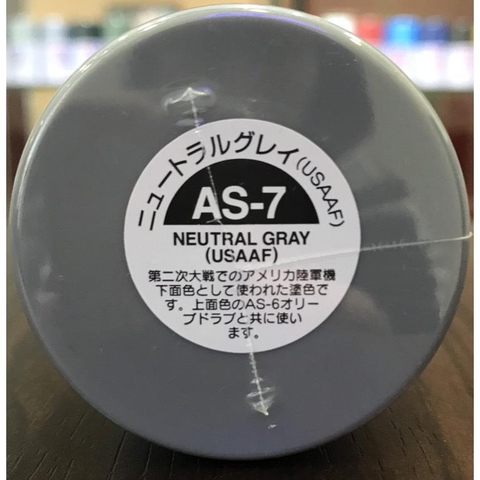 ニュートラルグレイ(USAAF)
AS-7
NEUTRAL GRAY
(USAAF)
第二次大戦でのアメリカ陸軍機
下面色として使われた塗色で
す。上面色のAS-6オリー
ブドラブと共に使い
ます。